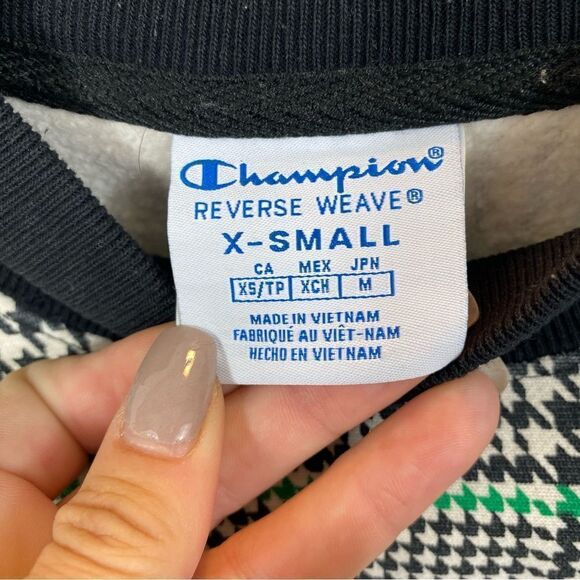 Champion®
REVERSE WEAVE®
X-SMALL
CA MEX JPN
XS/TP XCH M
MADE IN VIETNAM
FABRIQUÉ AU VIÊT-NAM
HECHO EN VIETNAM